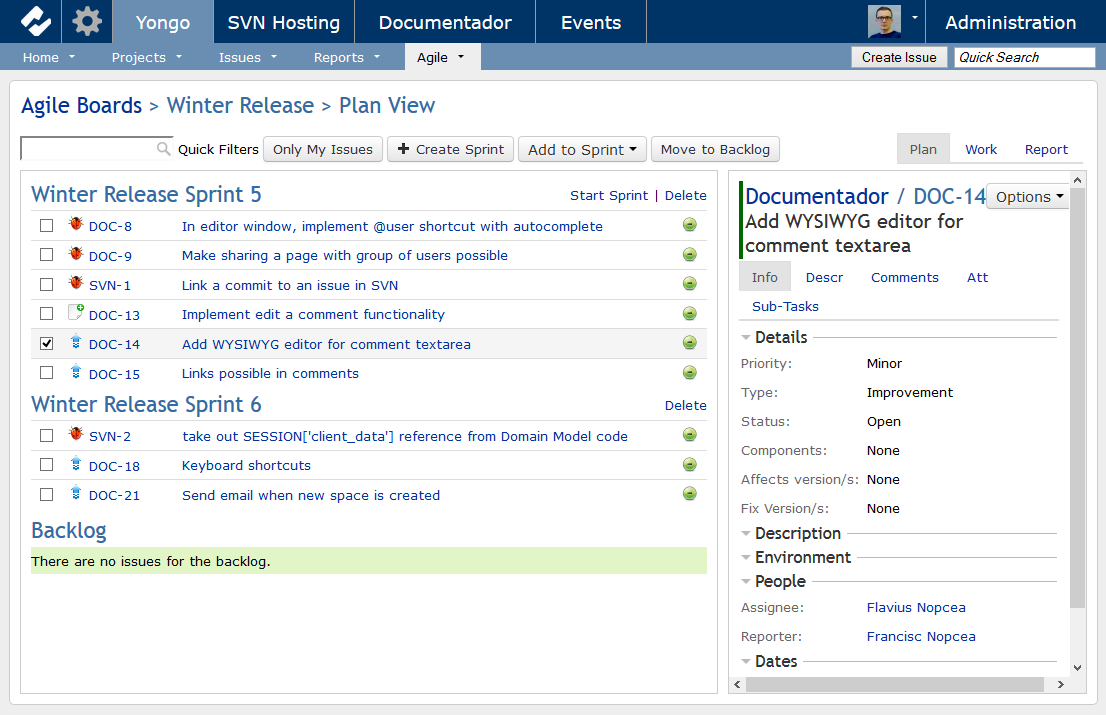 Yongo SVN Hosting Documentador Events Administration
Home Projects Issues Reports Agile Create Issue Quick Search
Agile Boards > Winter Release > Plan View
Quick Filters Only My Issues Create Sprint Add to Sprint Move to Backlog Plan Work Report
Winter Release Sprint 5 Start Sprint | Delete
DOC-8 In editor window, implement @user shortcut with autocomplete
DOC-9 Make sharing a page with group of users possible
SVN-1 Link a commit to an issue in SVN
DOC-13 Implement edit a comment functionality
DOC-14 Add WYSIWYG editor for comment textarea
DOC-15 Links possible in comments
Winter Release Sprint 6 Delete
SVN-2 take out SESSION['client_data'] reference from Domain Model code
DOC-18 Keyboard shortcuts
DOC-21 Send email when new space is created
Backlog
There are no issues for the backlog.
Documentador / DOC-14 Options
Add WYSIWYG editor for
comment textarea
Info Descr Comments Att
Sub-Tasks
Details
Priority: Minor
Type: Improvement
Status: Open
Components: None
Affects version/s: None
Fix Version/s: None
Description
Environment
People
Assignee: Flavius Nopcea
Reporter: Francisc Nopcea
Dates